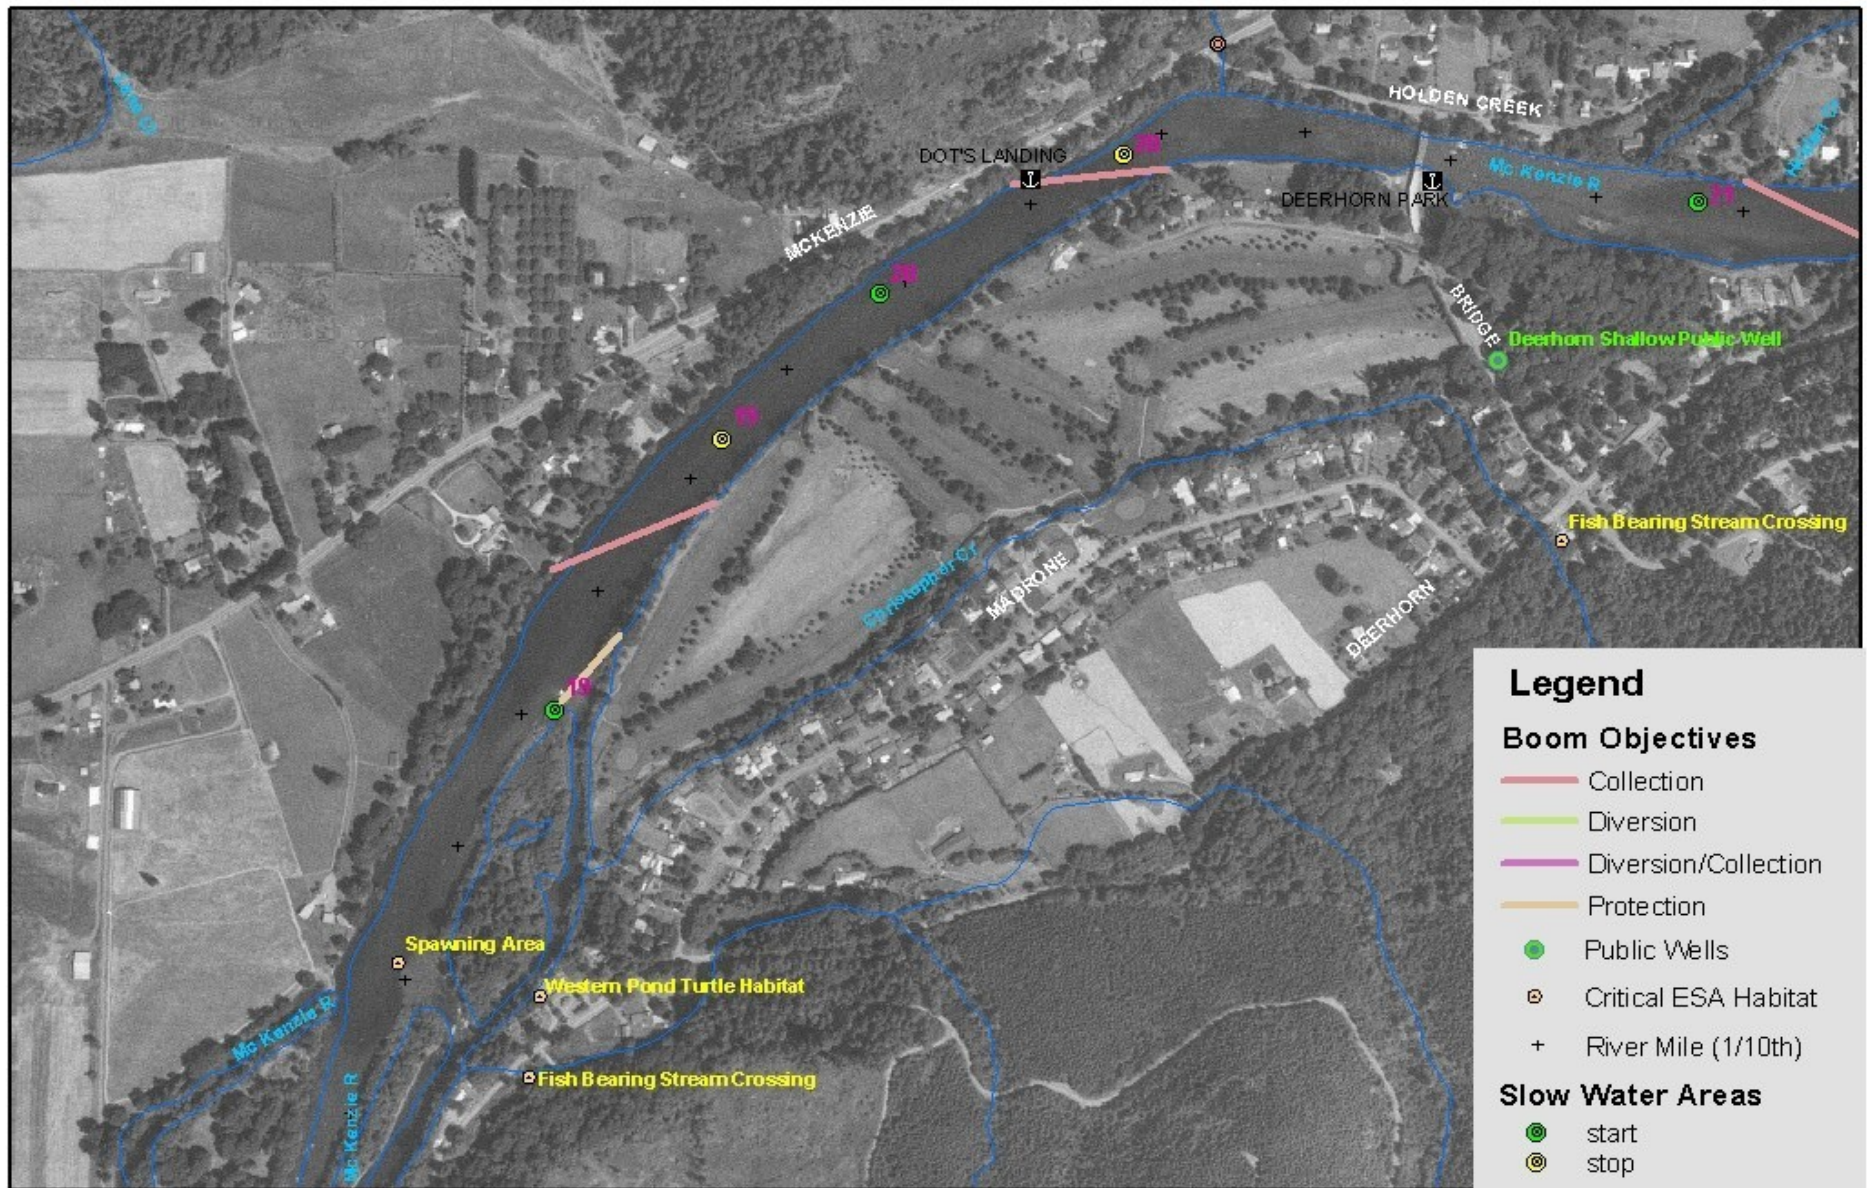 HOLDEN CREEK
DOT'S LANDING
Mc Kenzie R
DEERHORN PARK
MCKENZIE
BRIDGE
Deerhorn Shallow Public Well
Fish Bearing Stream Crossing
Christopher Cr
MADRONE
DEERHORN
19
Spawning Area
Western Pond Turtle Habitat
Mc Kenzie R
Fish Bearing Stream Crossing
Mc Kenzie R
Legend
Boom Objectives
Collection
Diversion
Diversion/Collection
Protection
Public Wells
Critical ESA Habitat
River Mile (1/10th)
Slow Water Areas
start
stop